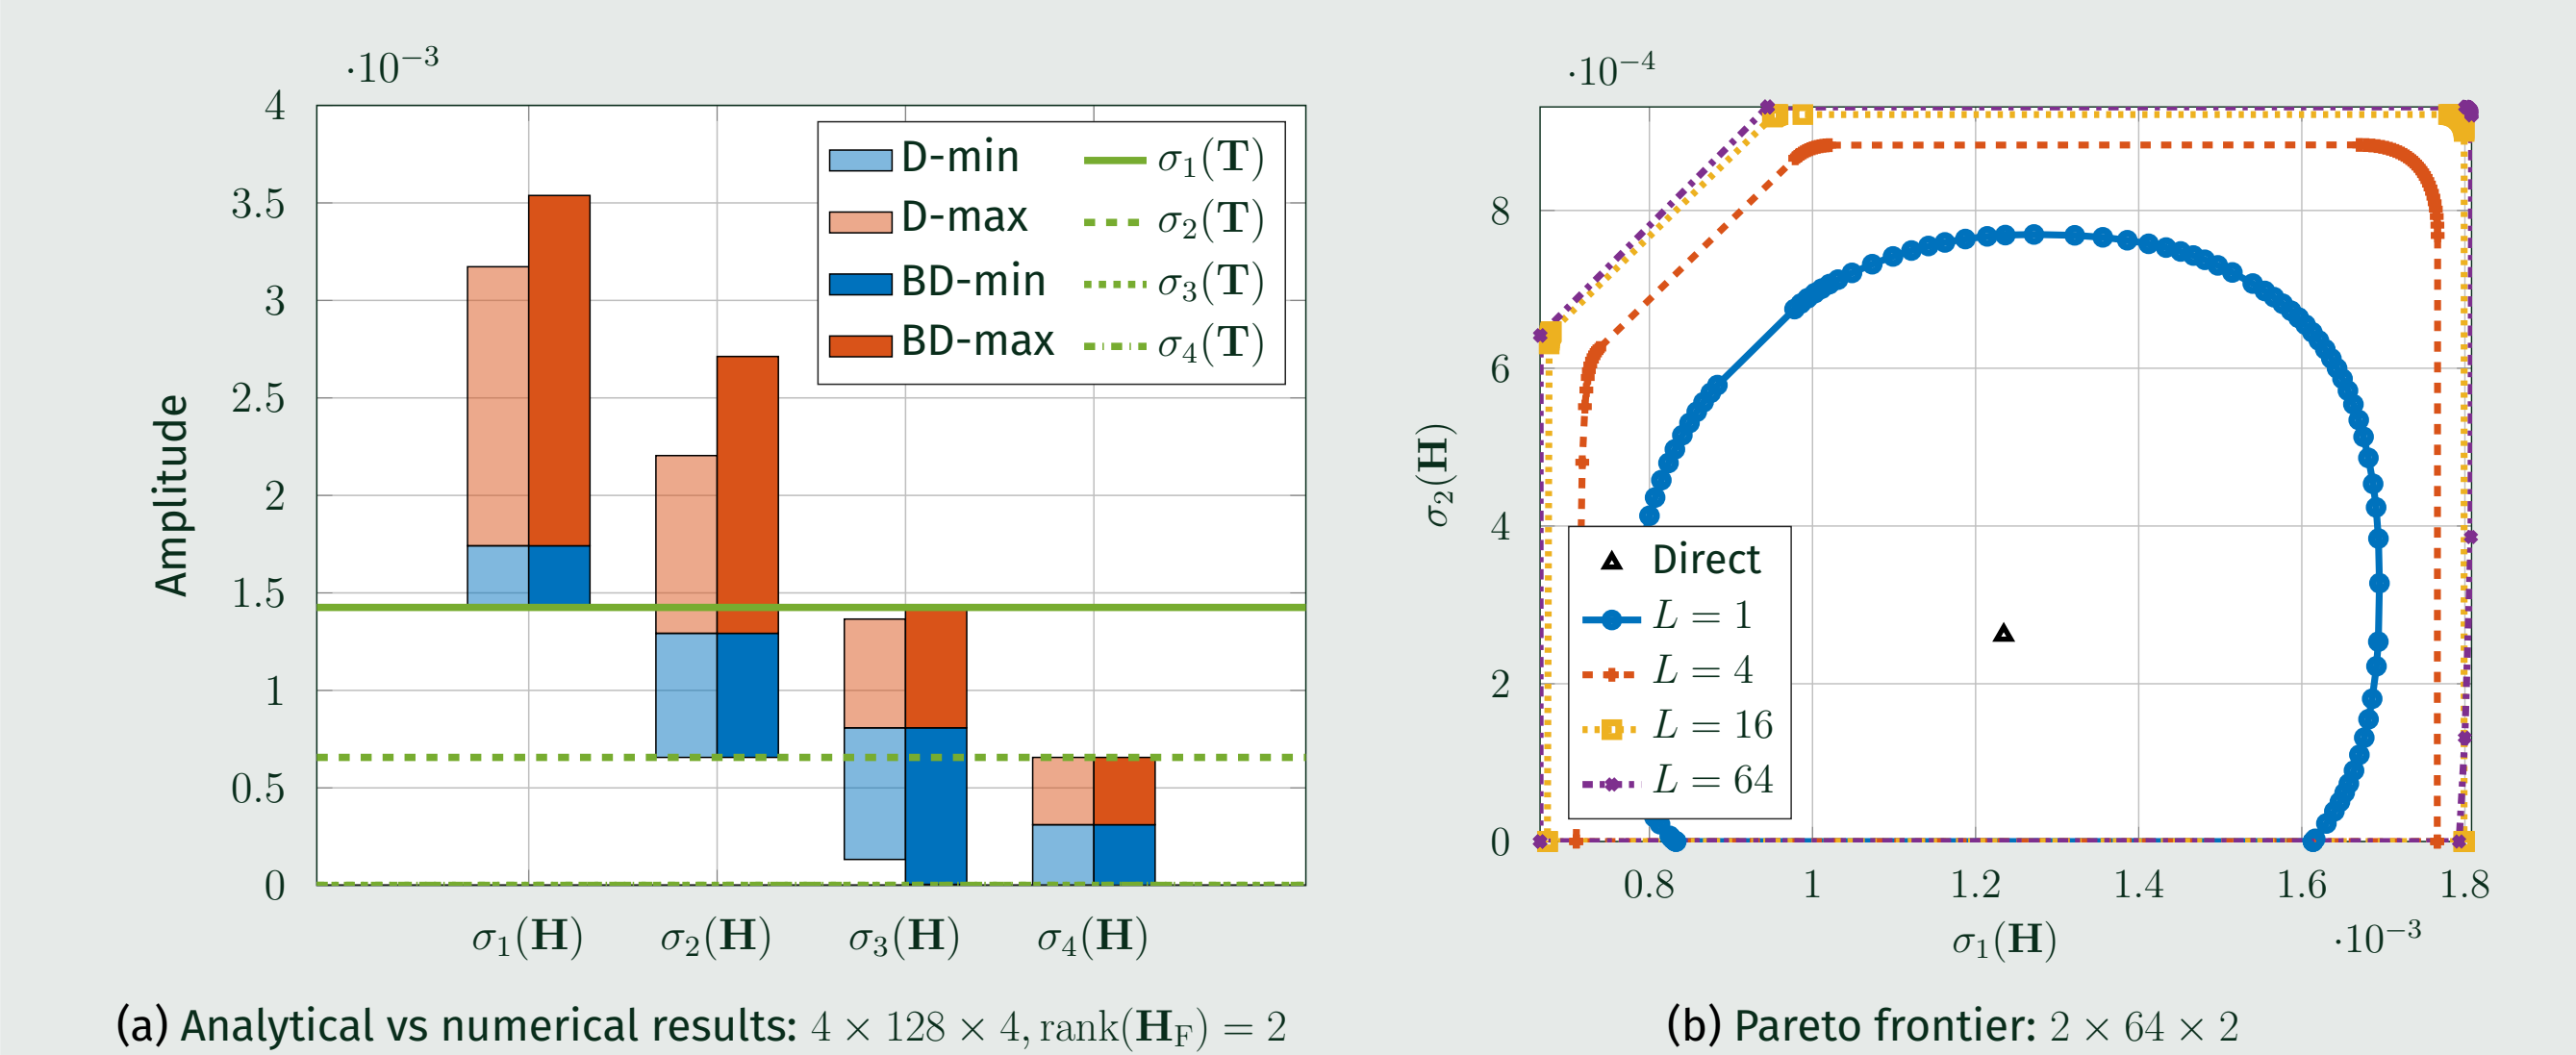 ·10⁻³
4
3.5
3
2.5
2
1.5
1
0.5
0
Amplitude
D-min
D-max
BD-min
BD-max
σ₁(T)
σ₂(T)
σ₃(T)
σ₄(T)
σ₁(H) σ₂(H) σ₃(H) σ₄(H)
(a) Analytical vs numerical results: 4 × 128 × 4, rank(H_F) = 2
·10⁻⁴
8
6
4
2
0
σ₂(H)
Direct
L = 1
L = 4
L = 16
L = 64
0.8 1 1.2 1.4 1.6 1.8
σ₁(H) ·10⁻³
(b) Pareto frontier: 2 × 64 × 2